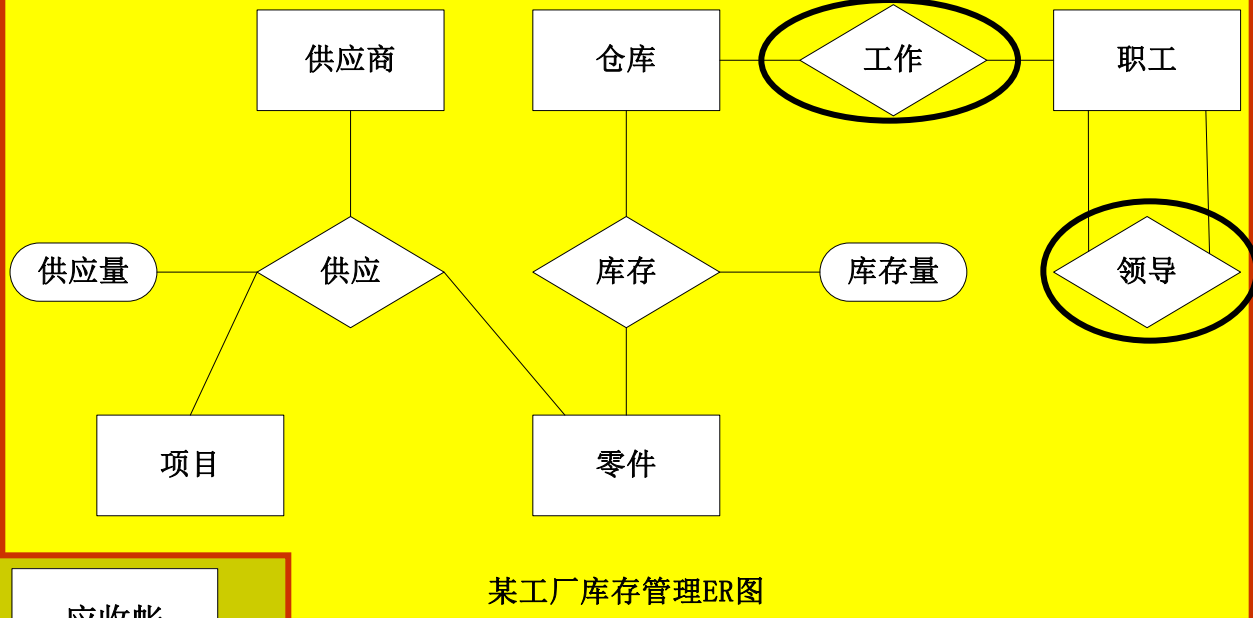 供应商
仓库
工作
职工
供应量
供应
库存
库存量
领导
项目
零件
某工厂库存管理ER图
应收帐